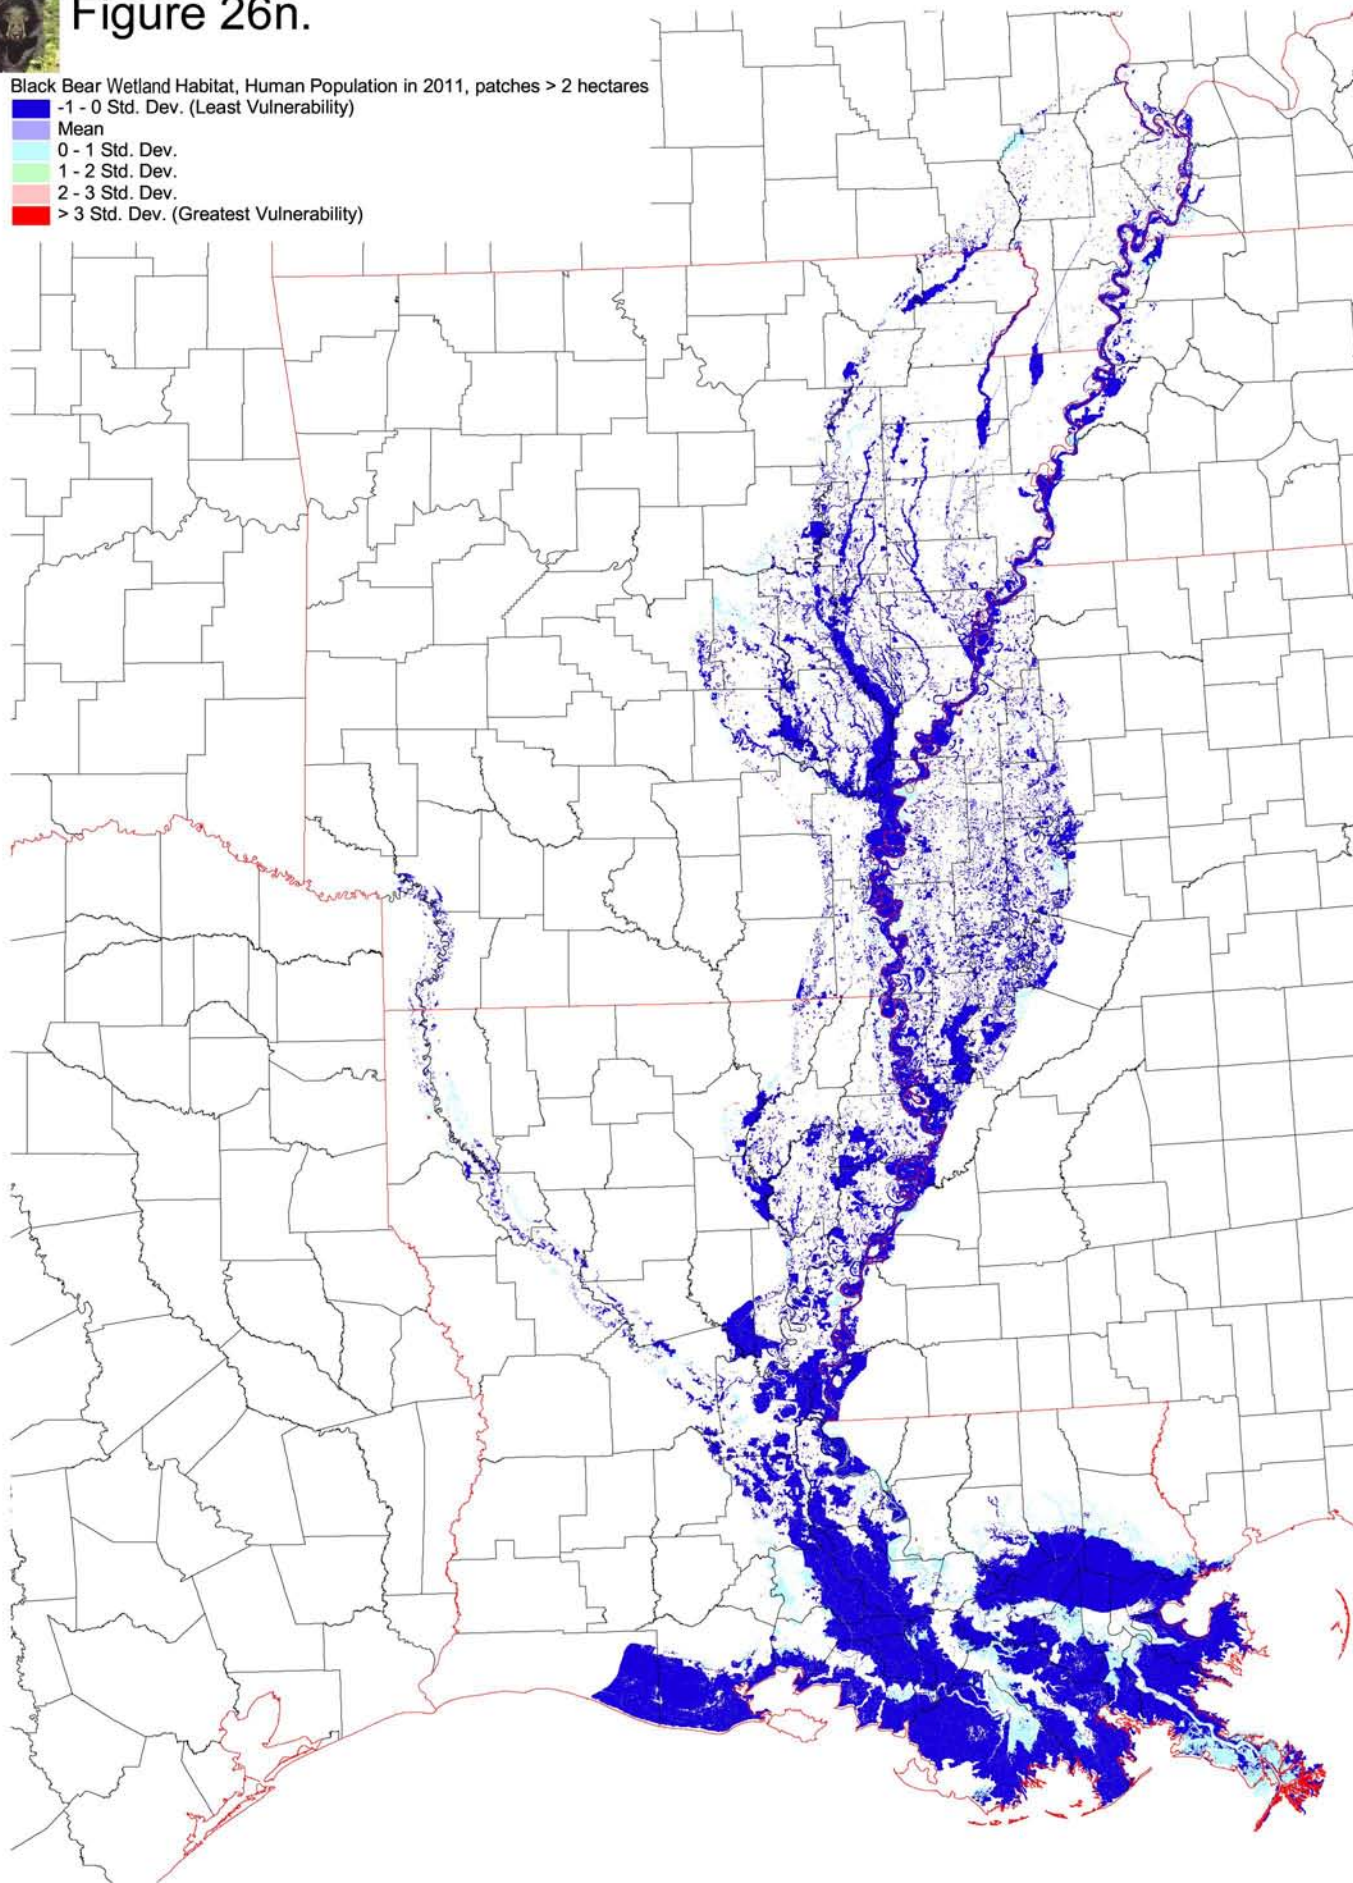 Figure 26n.
Black Bear Wetland Habitat, Human Population in 2011, patches > 2 hectares
-1 - 0 Std. Dev. (Least Vulnerability)
Mean
0 - 1 Std. Dev.
1 - 2 Std. Dev.
2 - 3 Std. Dev.
> 3 Std. Dev. (Greatest Vulnerability)